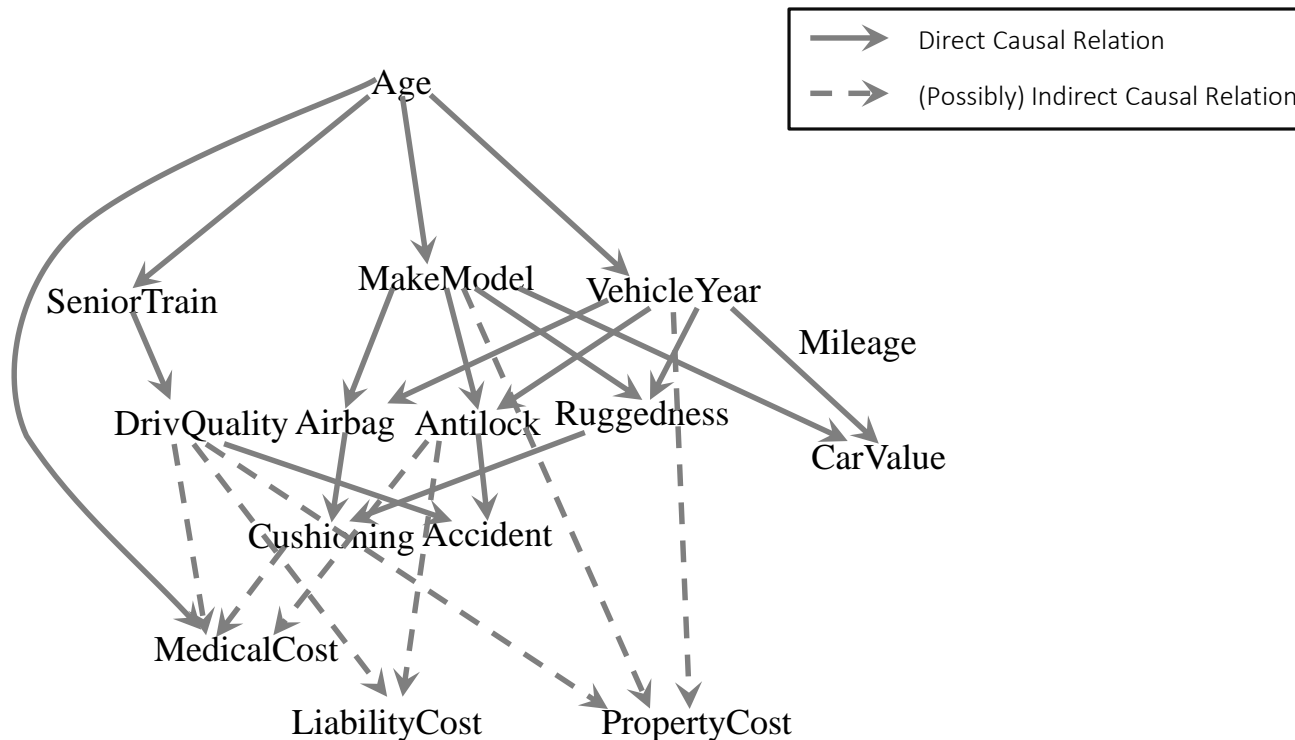 Direct Causal Relation
(Possibly) Indirect Causal Relation
Age
MakeModel
VehicleYear
SeniorTrain
Mileage
DrivQuality
Airbag
Antilock
Ruggedness
CarValue
Cushioning
Accident
MedicalCost
LiabilityCost
PropertyCost